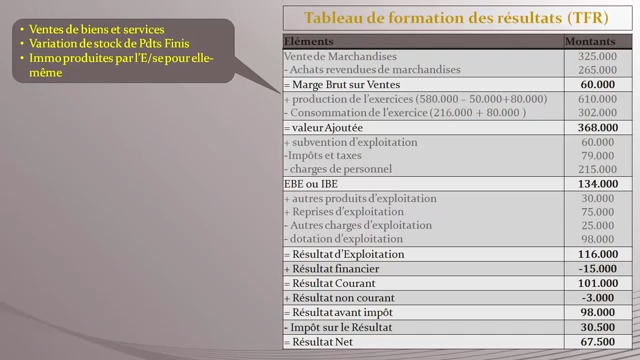 • Ventes de biens et services
• Variation de stock de Pdts Finis
• Immo produites par l'E/se pour elle-
même
Tableau de formation des résultats (TFR)
Eléments Montants
Vente de Marchandises 325.000
- Achats revendues de marchandises 265.000
= Marge Brut sur Ventes 60.000
+ production de l'exercices (580.000 – 50.000+80.000) 610.000
- Consommation de l'exercice (216.000 + 80.000 ) 302.000
= valeur Ajoutée 368.000
+ subvention d'exploitation 60.000
-Impôts et taxes 79.000
- charges de personnel 215.000
EBE ou IBE 134.000
+ autres produits d'exploitation 30.000
+ Reprises d'exploitation 75.000
- Autres charges d'exploitation 25.000
- dotation d'exploitation 98.000
= Résultat d'Exploitation 116.000
+ Résultat financier -15.000
= Résultat Courant 101.000
+ Résultat non courant -3.000
= Résultat avant impôt 98.000
- Impôt sur le Résultat 30.500
= Résultat Net 67.500